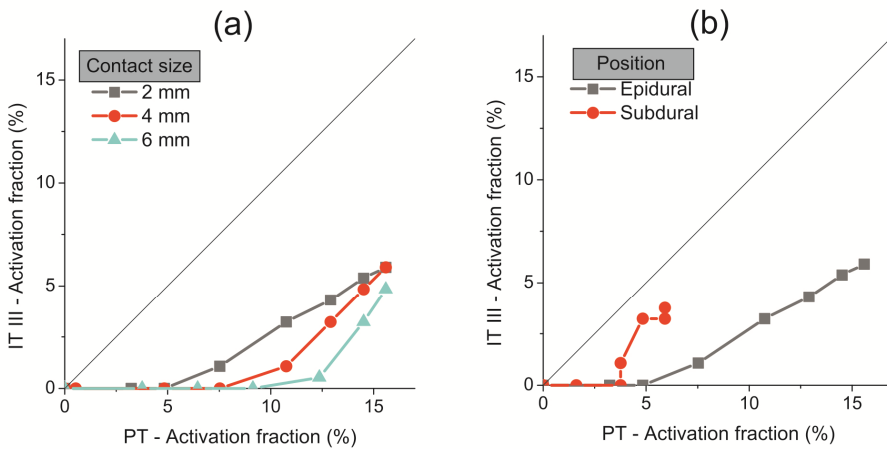 (a)
Contact size
2 mm
4 mm
6 mm
IT III - Activation fraction (%)
15
10
5
0
0 5 10 15
PT - Activation fraction (%)
(b)
Position
Epidural
Subdural
IT III - Activation fraction (%)
15
10
5
0
0 5 10 15
PT - Activation fraction (%)